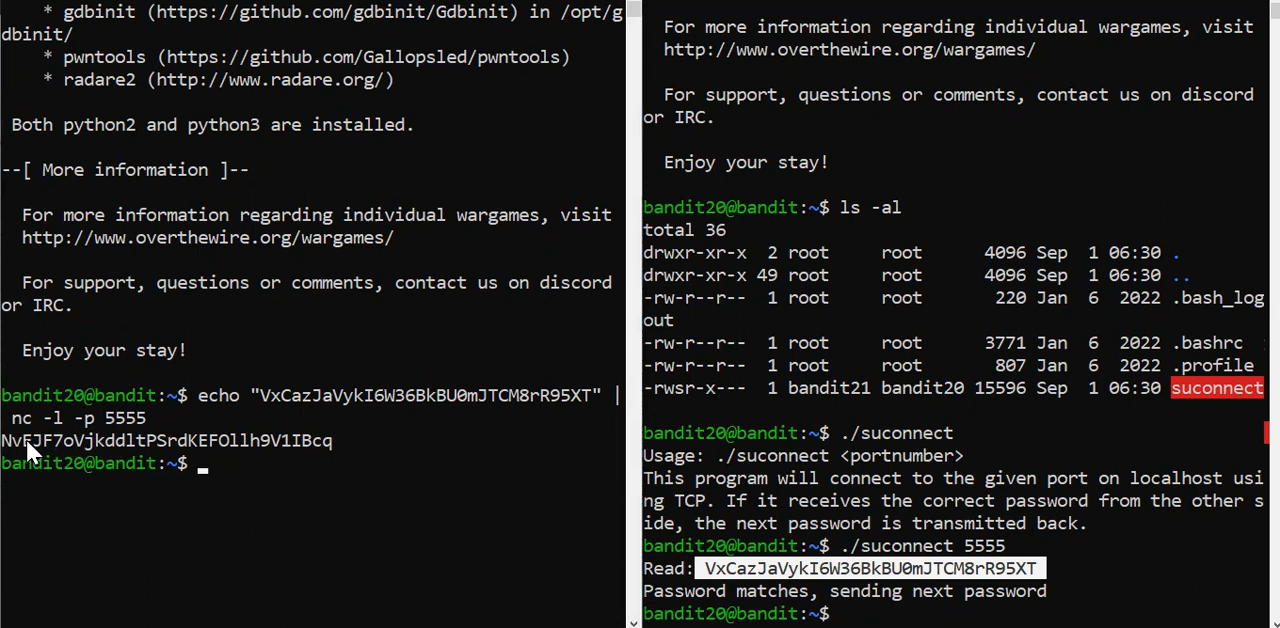 * gdbinit (https://github.com/gdbinit/Gdbinit) in /opt/g
dbinit/
* pwntools (https://github.com/Gallopsled/pwntools)
* radare2 (http://www.radare.org/)
Both python2 and python3 are installed.
--[ More information ]--
For more information regarding individual wargames, visit
http://www.overthewire.org/wargames/
For support, questions or comments, contact us on discord
or IRC.
Enjoy your stay!
bandit20@bandit:~$ echo "VxCazJaVykI6W36BkBU0mJTCM8rR95XT" |
nc -l -p 5555
NvEJF7oVjkddltPSrdKEFOllh9V1IBcq
bandit20@bandit:~$
For more information regarding individual wargames, visit
http://www.overthewire.org/wargames/
For support, questions or comments, contact us on discord
or IRC.
Enjoy your stay!
bandit20@bandit:~$ ls -al
total 36
drwxr-xr-x 2 root root 4096 Sep 1 06:30 .
drwxr-xr-x 49 root root 4096 Sep 1 06:30 ..
-rw-r--r-- 1 root root 220 Jan 6 2022 .bash_log
out
-rw-r--r-- 1 root root 3771 Jan 6 2022 .bashrc
-rw-r--r-- 1 root root 807 Jan 6 2022 .profile
-rwsr-x--- 1 bandit21 bandit20 15596 Sep 1 06:30 suconnect
bandit20@bandit:~$ ./suconnect
Usage: ./suconnect <portnumber>
This program will connect to the given port on localhost usi
ng TCP. If it receives the correct password from the other s
ide, the next password is transmitted back.
bandit20@bandit:~$ ./suconnect 5555
Read: VxCazJaVykI6W36BkBU0mJTCM8rR95XT
Password matches, sending next password
bandit20@bandit:~$